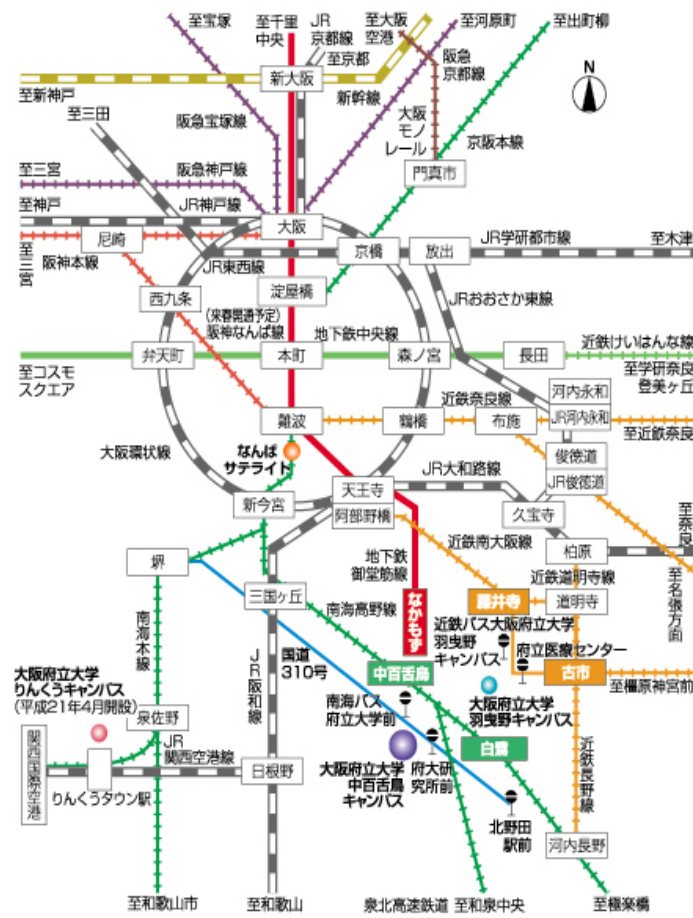 至宝塚
至千里
中央
JR
京都線
至京都
至大阪
空港
至河原町
至出町柳
阪急
京都線
新大阪
至新神戸
新幹線
N
至三田
阪急宝塚線
大阪
モノ
レール
京阪本線
門真市
至三宮
阪急神戸線
至神戸
JR神戸線
大阪
尼崎
京橋
放出
JR学研都市線
至木津
至三宮
阪神本線
JR東西線
淀屋橋
JRおおさか東線
西九条
(来春開通予定)
阪神なんば線
地下鉄中央線
近鉄けいはんな線
弁天町
本町
森ノ宮
長田
至コスモ
スクエア
至学研奈良
登美ヶ丘
近鉄奈良線
河内永和
JR河内永和
難波
鶴橋
布施
至近鉄奈良
大阪環状線
なんば
サテライト
俊徳道
JR俊徳道
JR大和路線
天王寺
阿部野橋
新今宮
久宝寺
至奈良
近鉄南大阪線
柏原
堺
地下鉄
御堂筋線
近鉄道明寺線
至名張方面
三国ヶ丘
南海高野線
なかもず
藤井寺
道明寺
南海本線
近鉄バス大阪府立大学
羽曳野
キャンパス
府立医療センター
大阪府立大学
りんくうキャンパス
(平成21年4月開設)
JR阪和線
国道
310号
中百舌鳥
古市
至橿原神宮前
南海バス
府立大学前
大阪府立大学
羽曳野キャンパス
泉佐野
JR
関西空港線
白鷺
近鉄長野線
関西国際空港
りんくうタウン駅
日根野
大阪府立大学
中百舌鳥
キャンパス
府大研
究所前
北野田
駅前
河内長野
至和歌山市
至和歌山
泉北高速鉄道
至和泉中央
至極楽橋